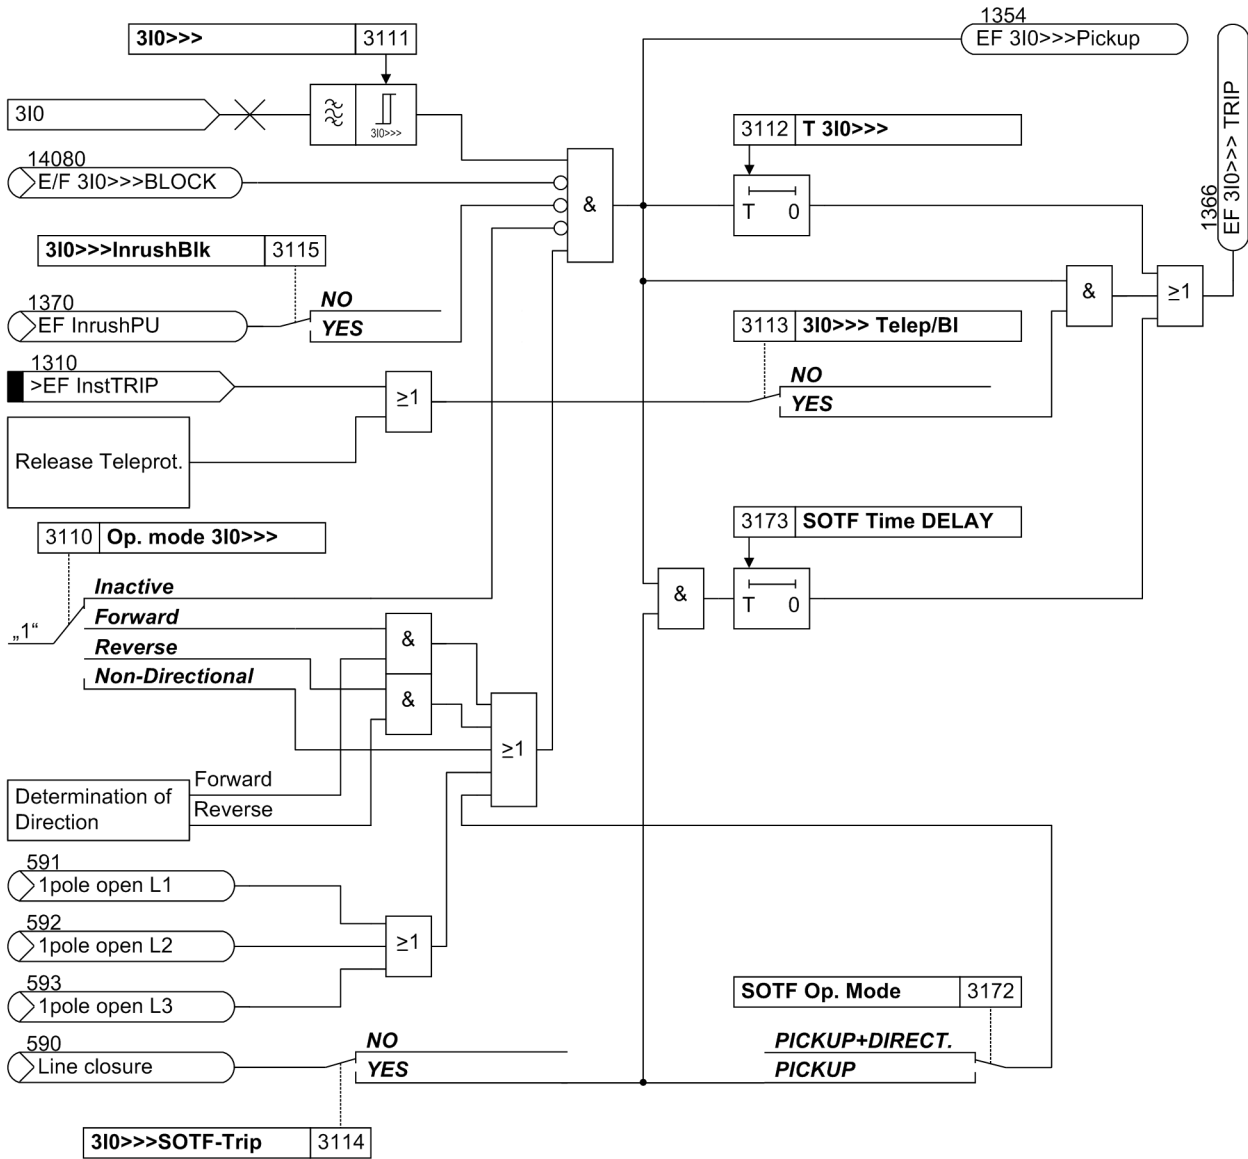 3I0>>> 3111
3I0
3I0>>>
14080
E/F 3I0>>>BLOCK
3I0>>>InrushBlk 3115
1370
EF InrushPU
NO
YES
1310
>EF InstTRIP
≥1
Release Teleprot.
3110 Op. mode 3I0>>>
„1“
Inactive
Forward
Reverse
Non-Directional
&
&
≥1
Determination of
Direction
Forward
Reverse
591
1pole open L1
592
1pole open L2
593
1pole open L3
≥1
590
Line closure
NO
YES
3I0>>>SOTF-Trip 3114
&
1354
EF 3I0>>>Pickup
3112 T 3I0>>>
T 0
3113 3I0>>> Telep/BI
NO
YES
&
≥1
1366
EF 3I0>>> TRIP
3173 SOTF Time DELAY
&
T 0
SOTF Op. Mode 3172
PICKUP+DIRECT.
PICKUP